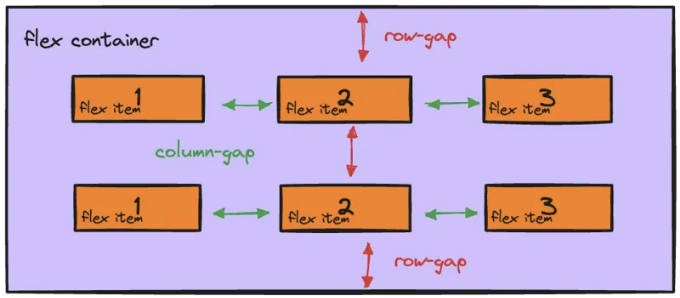 row-gap
flex container
1
flex item
2
flex item
3
flex item
column-gap
1
flex item
2
flex item
3
flex item
row-gap